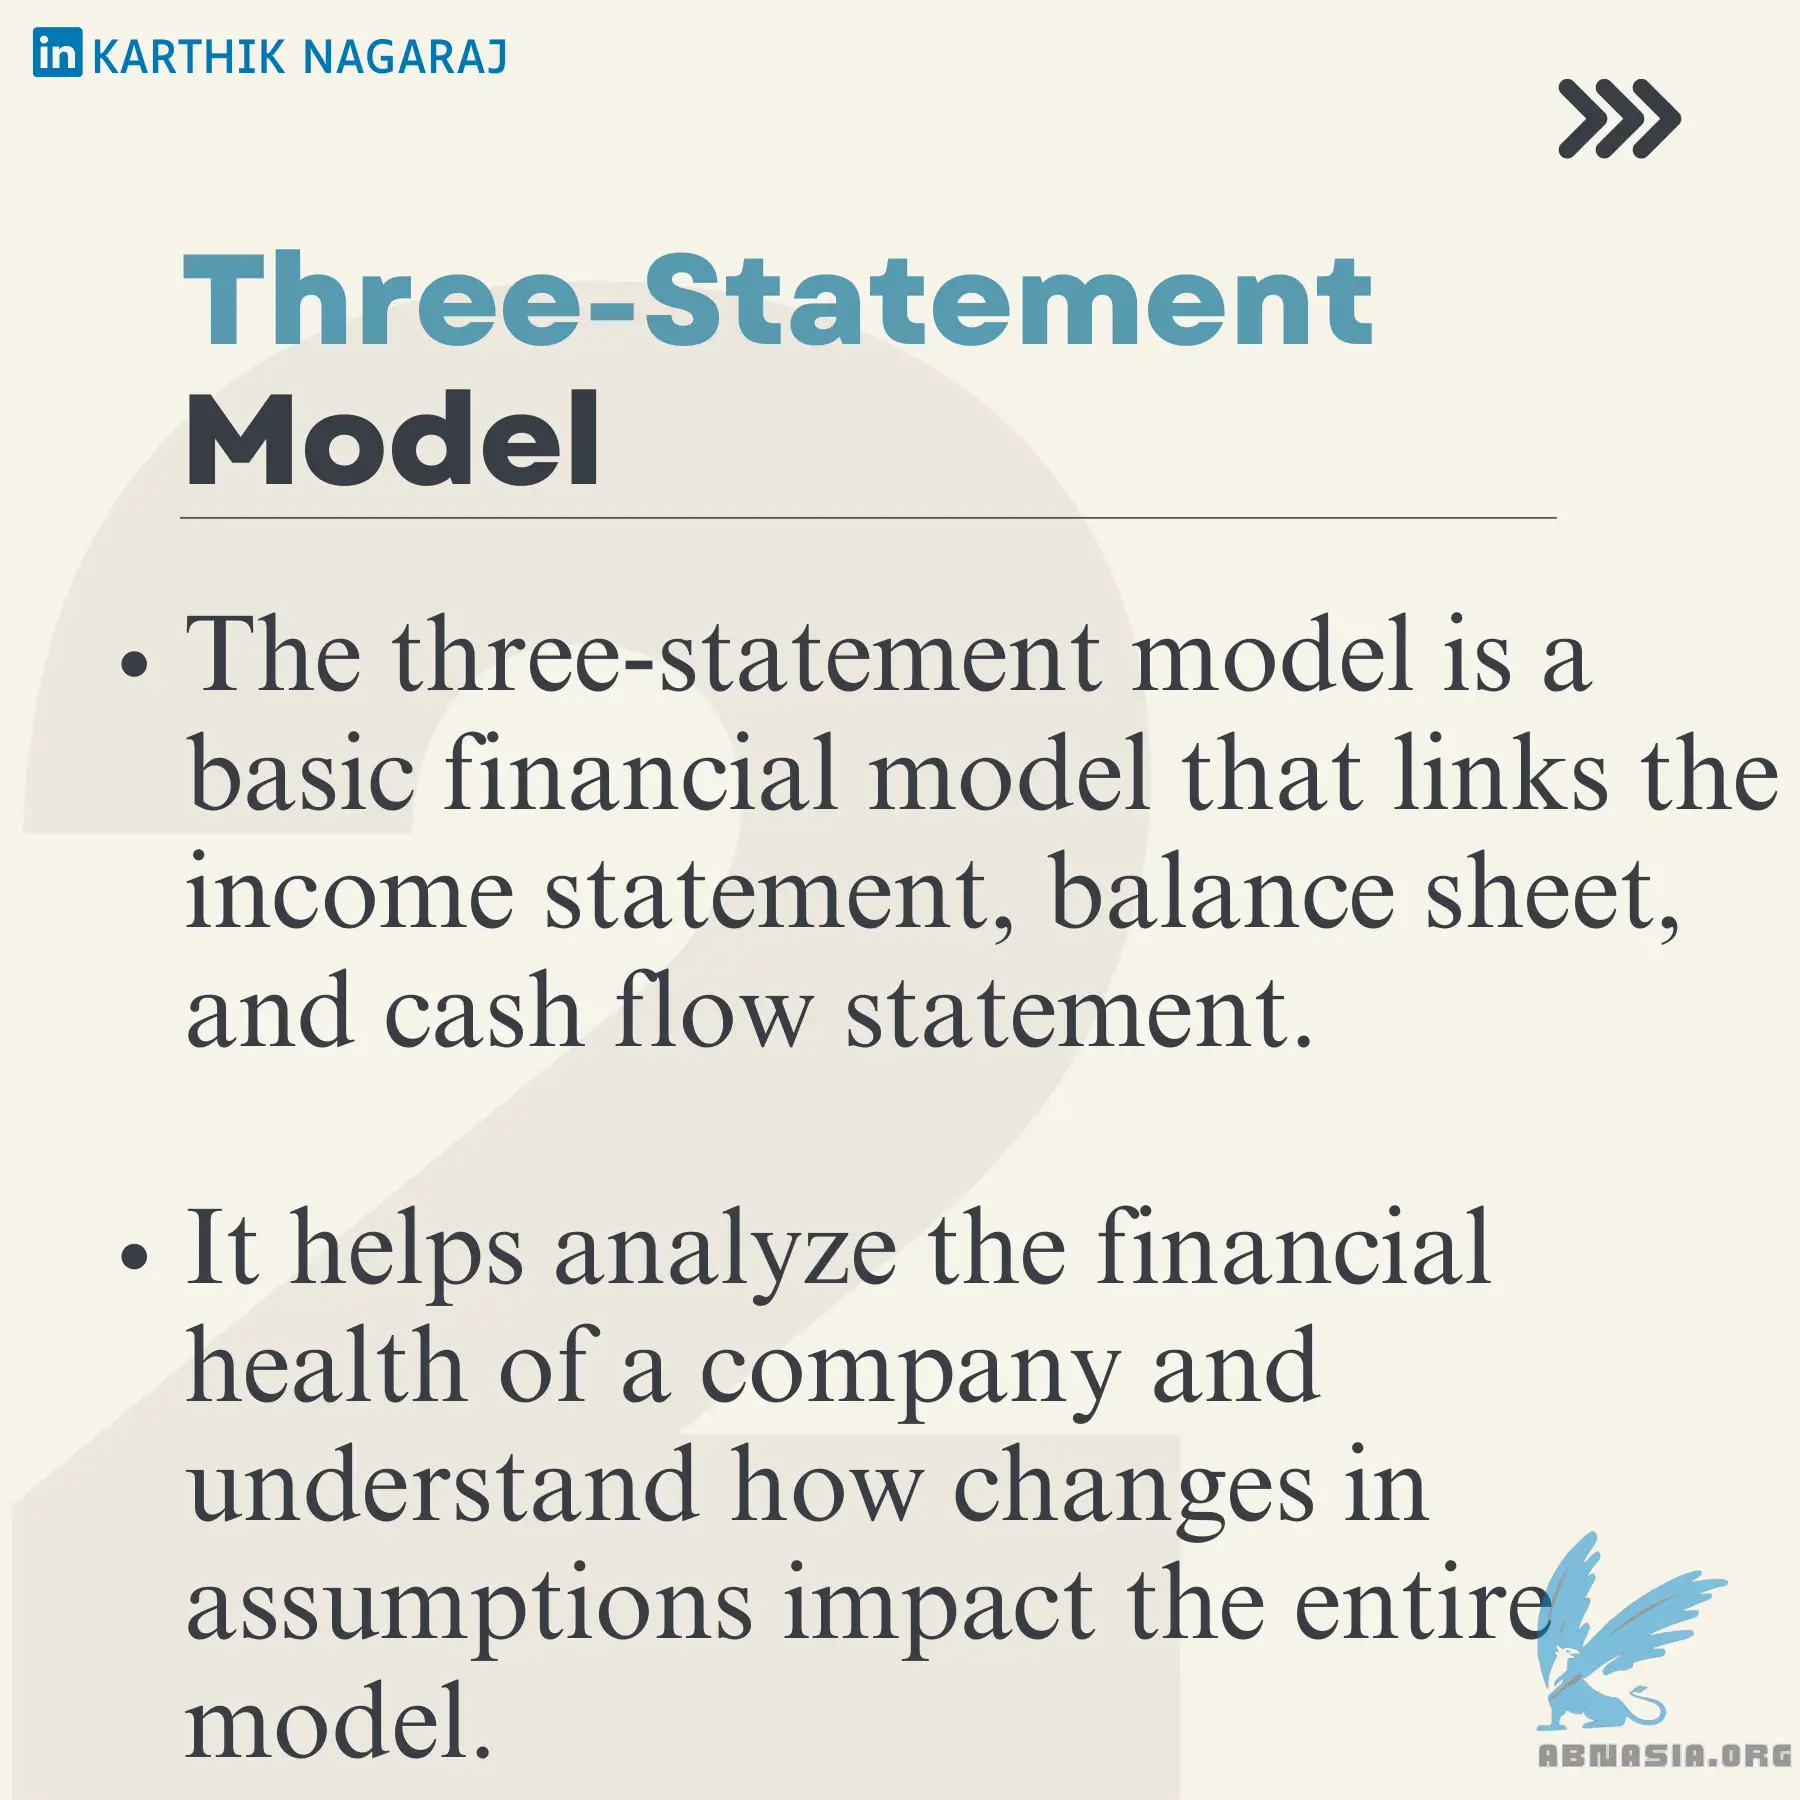 in KARTHIK NAGARAJ
Three-Statement
Model
2
• The three-statement model is a
basic financial model that links the
income statement, balance sheet,
and cash flow statement.
• It helps analyze the financial
health of a company and
understand how changes in
assumptions impact the entire
model.
ABNASIA.ORG